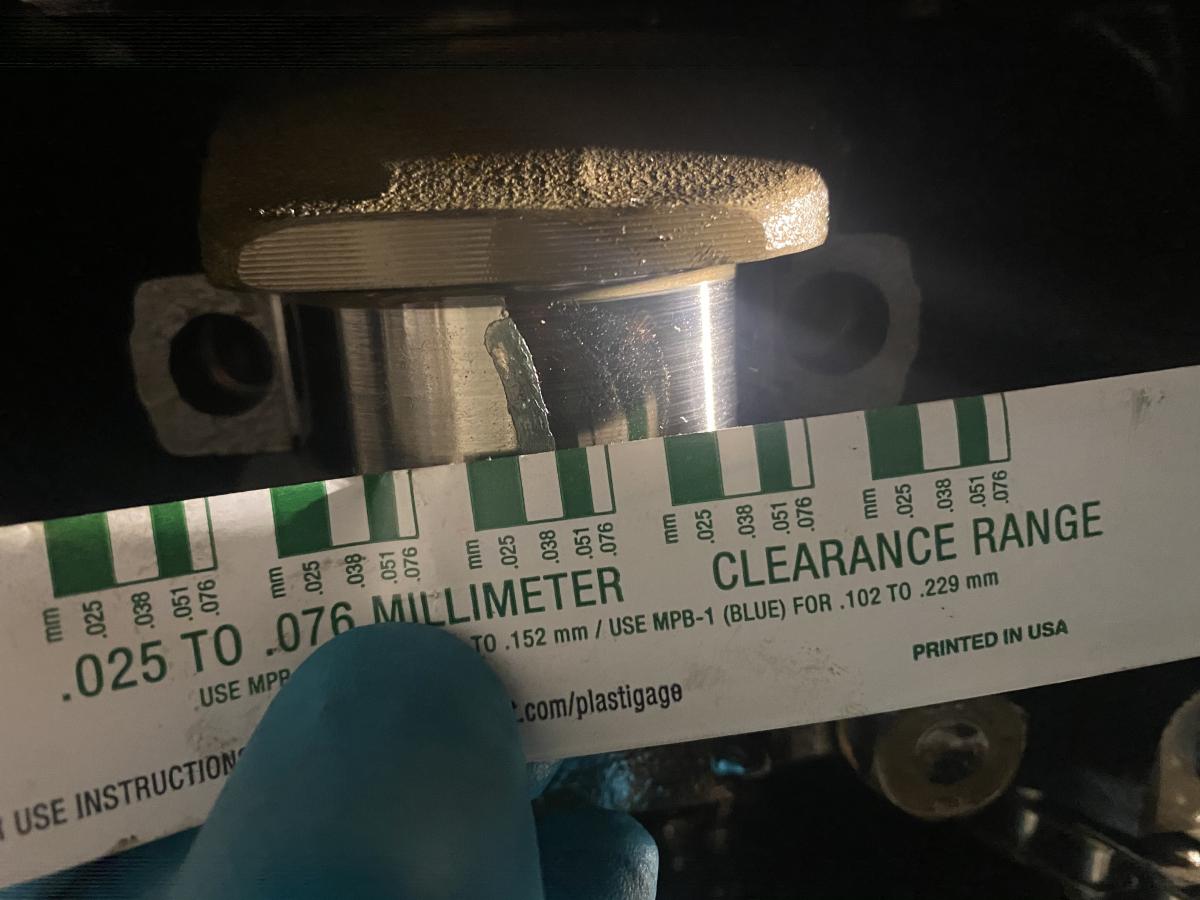 mm .025 .038 .051 .076 mm .025 .038 .051 .076 mm .025 .038 .051 .076 mm .025 .038 .051 .076 mm .025 .038 .051 .076
.025 TO .076 MILLIMETER CLEARANCE RANGE
USE TO .152 mm / USE MPB-1 (BLUE) FOR .102 TO .229 mm
PRINTED IN USA
.com/plastigage
USE INSTRUCTION